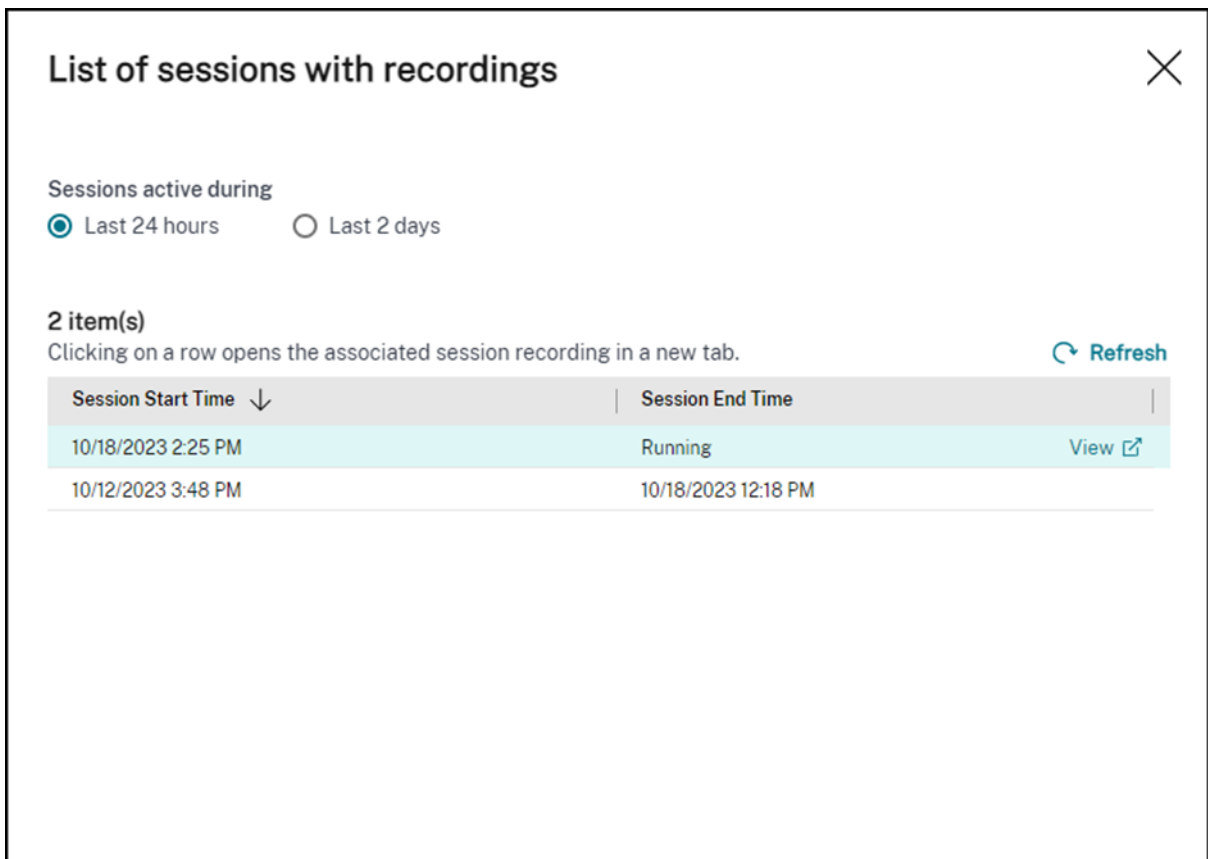 List of sessions with recordings
Sessions active during
Last 24 hours Last 2 days
2 item(s)
Clicking on a row opens the associated session recording in a new tab. Refresh
Session Start Time Session End Time
10/18/2023 2:25 PM Running View
10/12/2023 3:48 PM 10/18/2023 12:18 PM